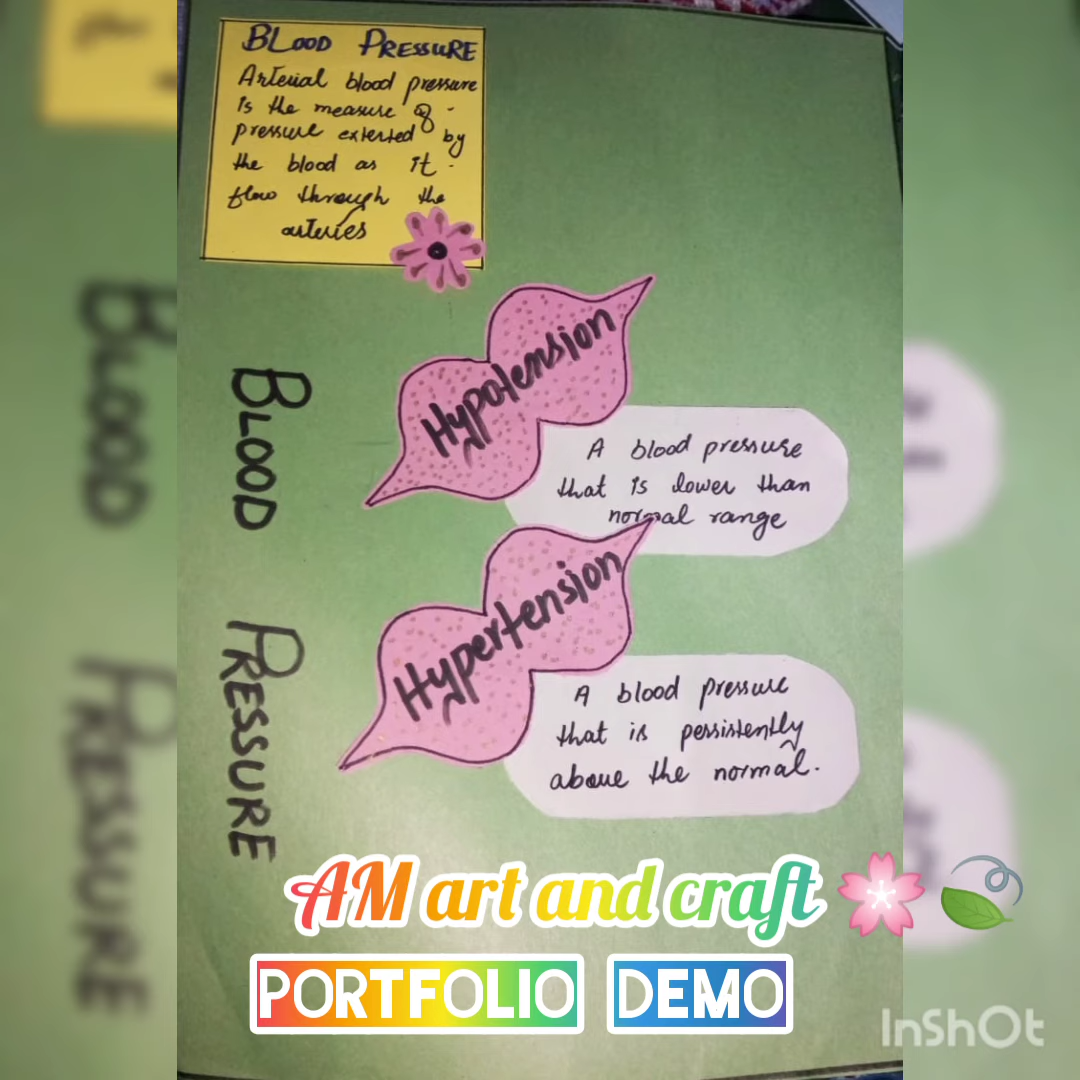 BLOOD PRESSURE
Arterial blood pressure
is the measure of
pressure exterted by
the blood as it
flow through the
arteries
BLOOD PRESSURE
Hypotension
A blood pressure
that is lower than
normal range
Hypertension
A blood pressure
that is persistently
above the normal.
AM art and craft
PORTFOLIO DEMO
InShOt